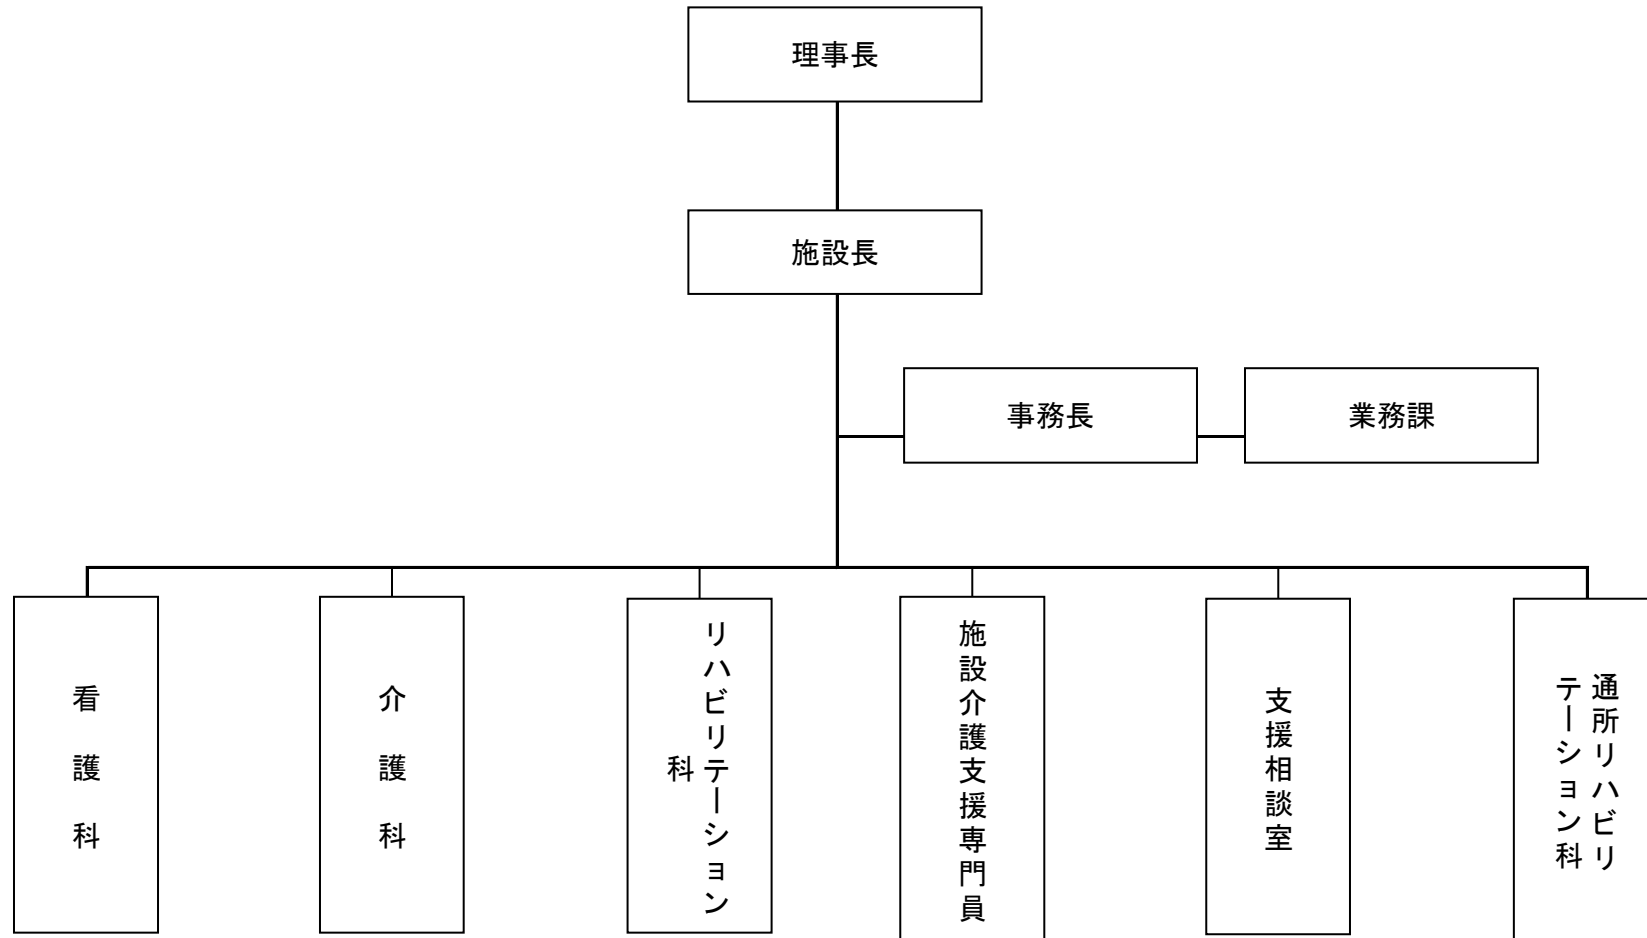 理事長
施設長
事務長
業務課
看護科
介護科
リハビリテーション
科
施設介護支援専門員
支援相談室
通所リハビリ
テーション科